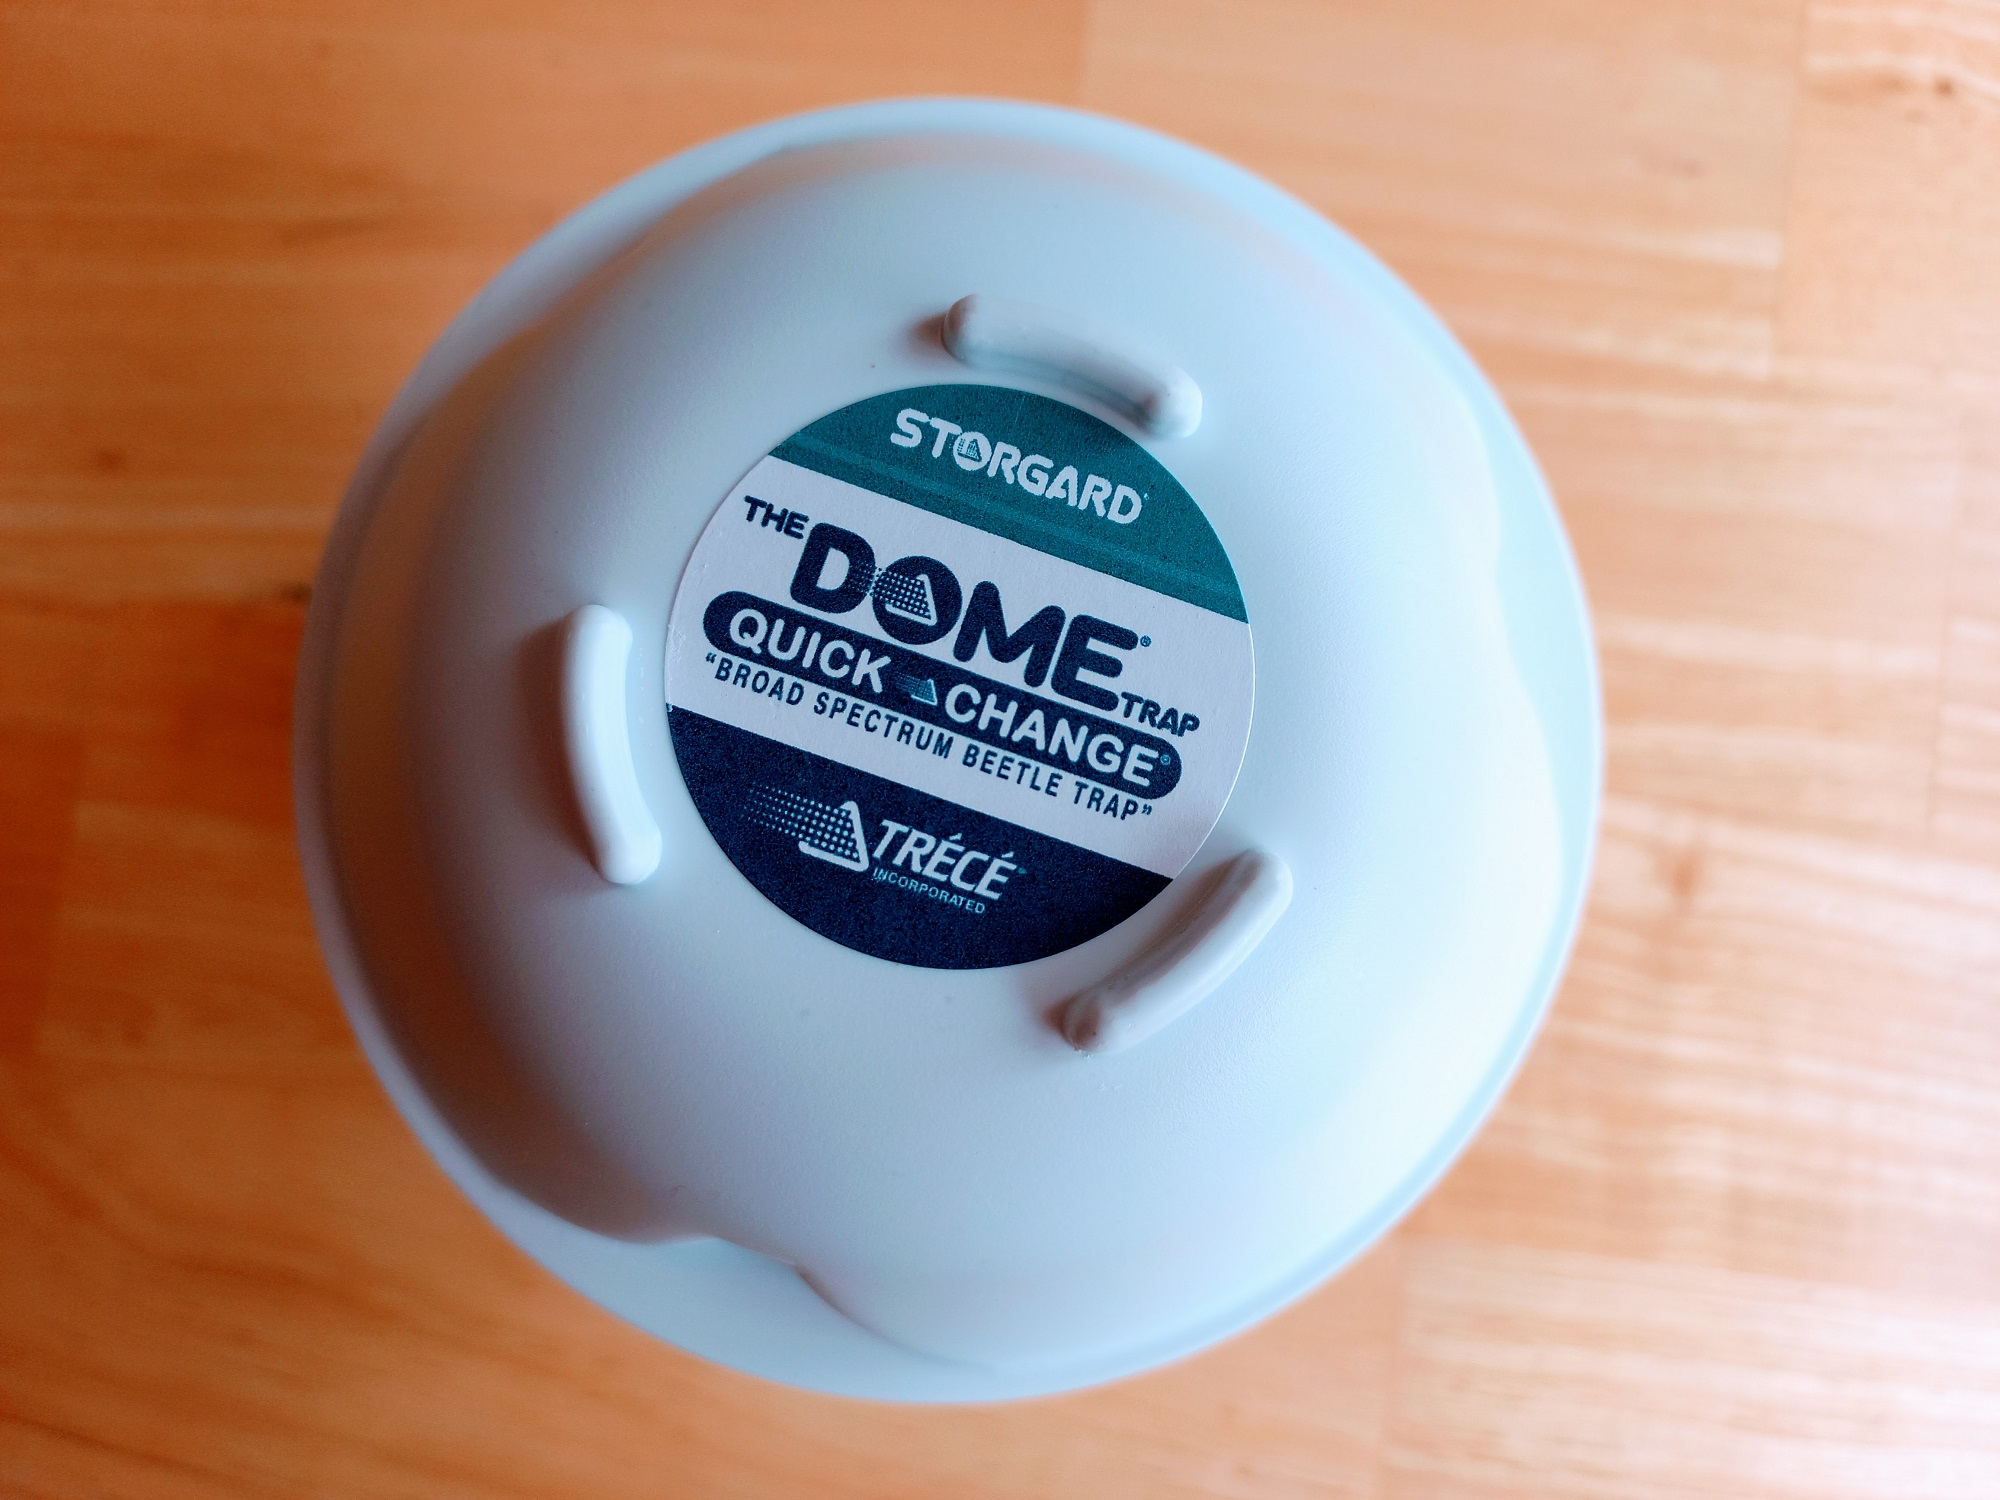 STORGARD
THE DOME® TRAP
QUICK CHANGE®
“BROAD SPECTRUM BEETLE TRAP”
TRÉCÉ
INCORPORATED